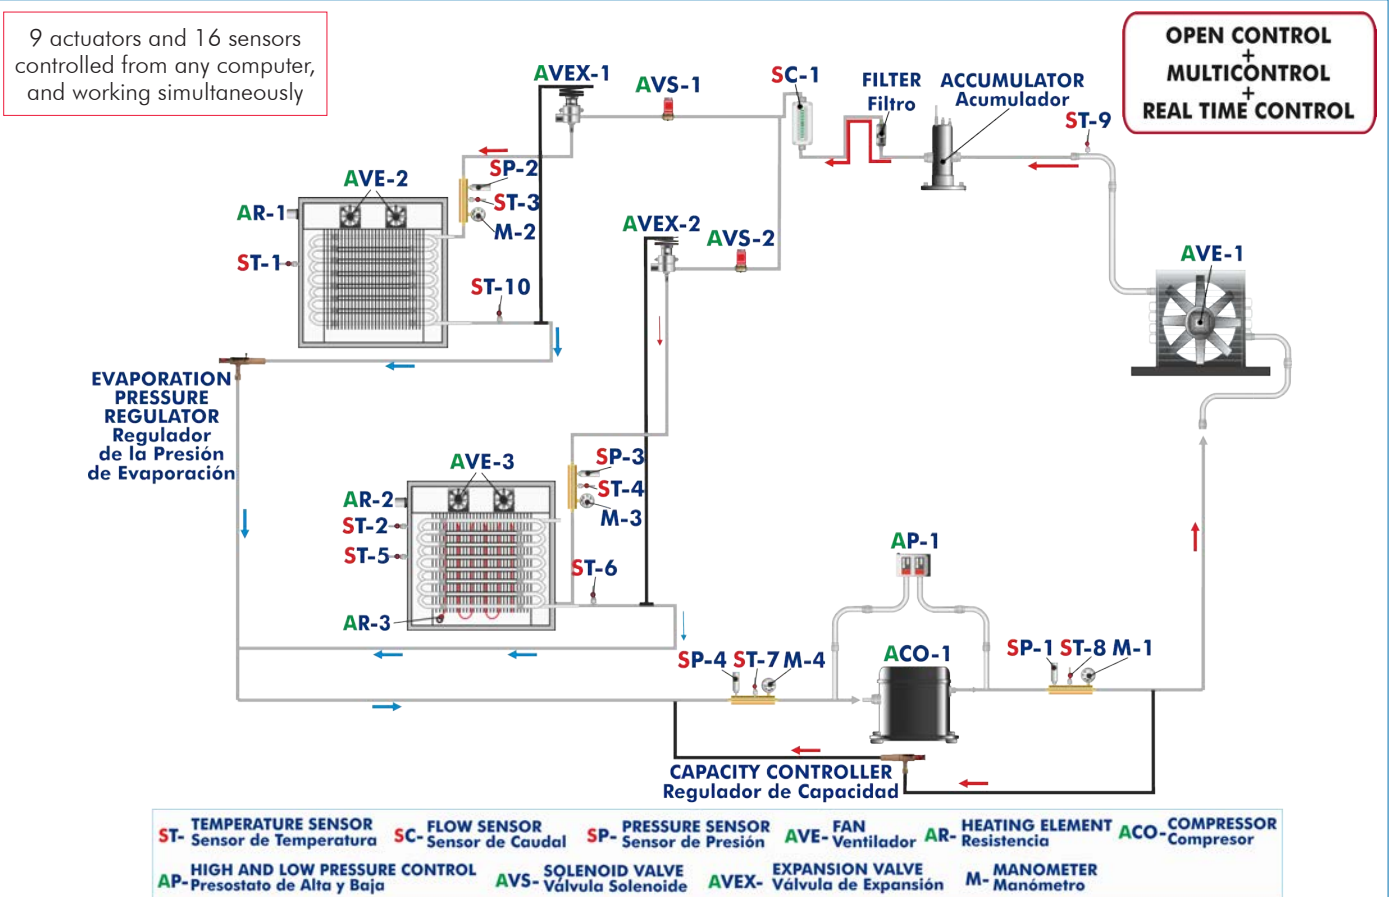 9 actuators and 16 sensors
controlled from any computer,
and working simultaneously
OPEN CONTROL
+
MULTICONTROL
+
REAL TIME CONTROL
AVEX-1
AVS-1
SC-1
FILTER
Filtro
ACCUMULATOR
Acumulador
ST-9
AVE-2
SP-2
ST-3
M-2
AR-1
ST-1
ST-10
AVEX-2
AVS-2
AVE-1
EVAPORATION
PRESSURE
REGULATOR
Regulador
de la Presión
de Evaporación
AVE-3
SP-3
ST-4
M-3
AR-2
ST-2
ST-5
ST-6
AR-3
AP-1
SP-4 ST-7 M-4
ACO-1
SP-1 ST-8 M-1
CAPACITY CONTROLLER
Regulador de Capacidad
ST- TEMPERATURE SENSOR
Sensor de Temperatura
SC- FLOW SENSOR
Sensor de Caudal
SP- PRESSURE SENSOR
Sensor de Presión
AVE- FAN
Ventilador
AR- HEATING ELEMENT
Resistencia
ACO- COMPRESSOR
Compresor
AP- HIGH AND LOW PRESSURE CONTROL
Presostato de Alta y Baja
AVS- SOLENOID VALVE
Válvula Solenoide
AVEX- EXPANSION VALVE
Válvula de Expansión
M- MANOMETER
Manómetro